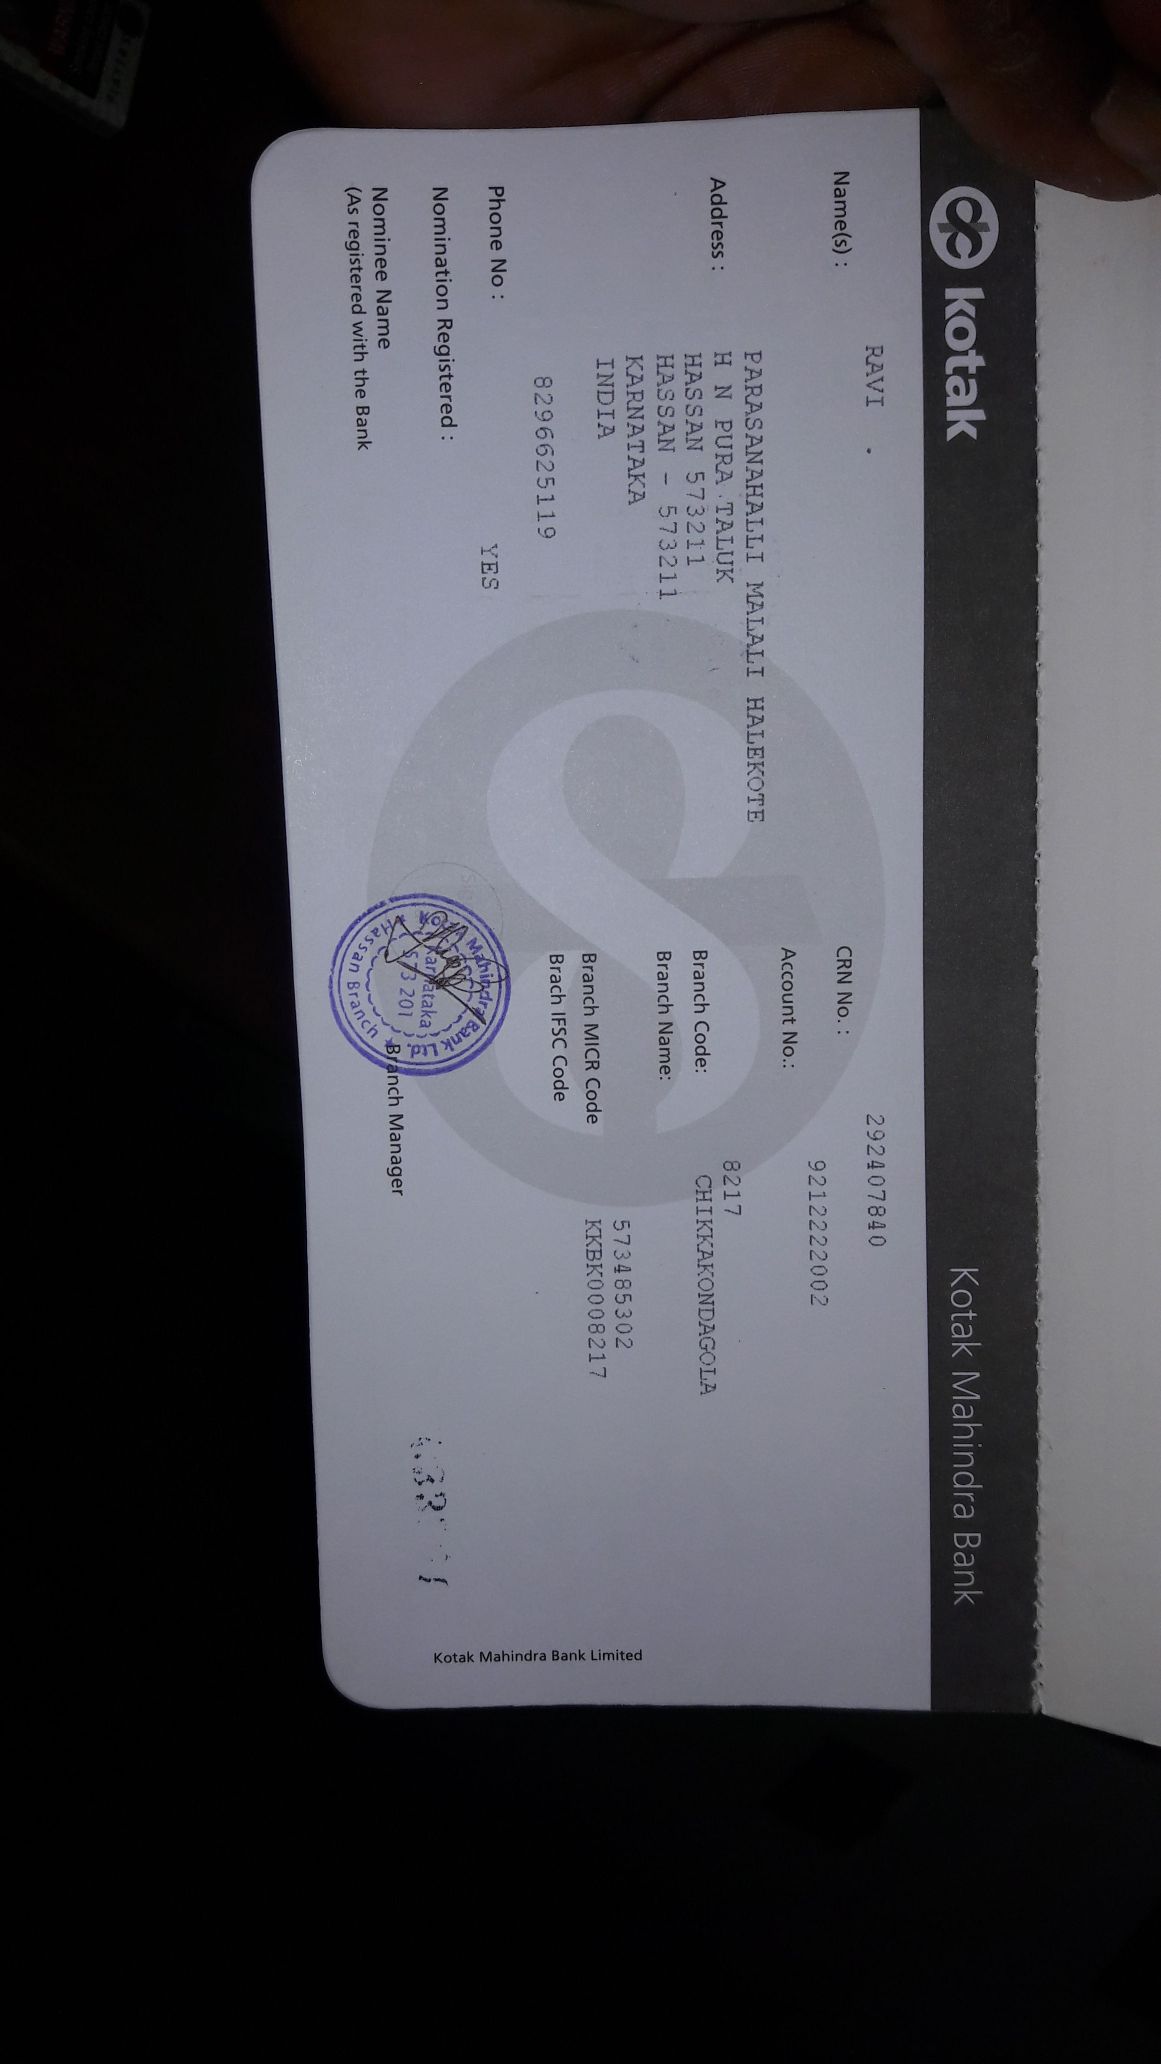 kotak
Kotak Mahindra Bank
Name(s) : RAVI .
CRN No. : 292407840
Account No.: 9212222002
Address : PARASANAHALLI MALALI HALEKOTE
H N PURA TALUK
HASSAN 573211
HASSAN - 573211
KARNATAKA
INDIA
Branch Code: 8217
Branch Name: CHIKKAKONDAGOLA
Branch MICR Code 573485302
Brach IFSC Code KKBK0008217
Phone No : 8296625119
Nomination Registered : YES
Nominee Name
(As registered with the Bank
Kotak Mahindra Bank Ltd.
Karnataka
573 201
Hassan Branch
Branch Manager
Kotak Mahindra Bank Limited